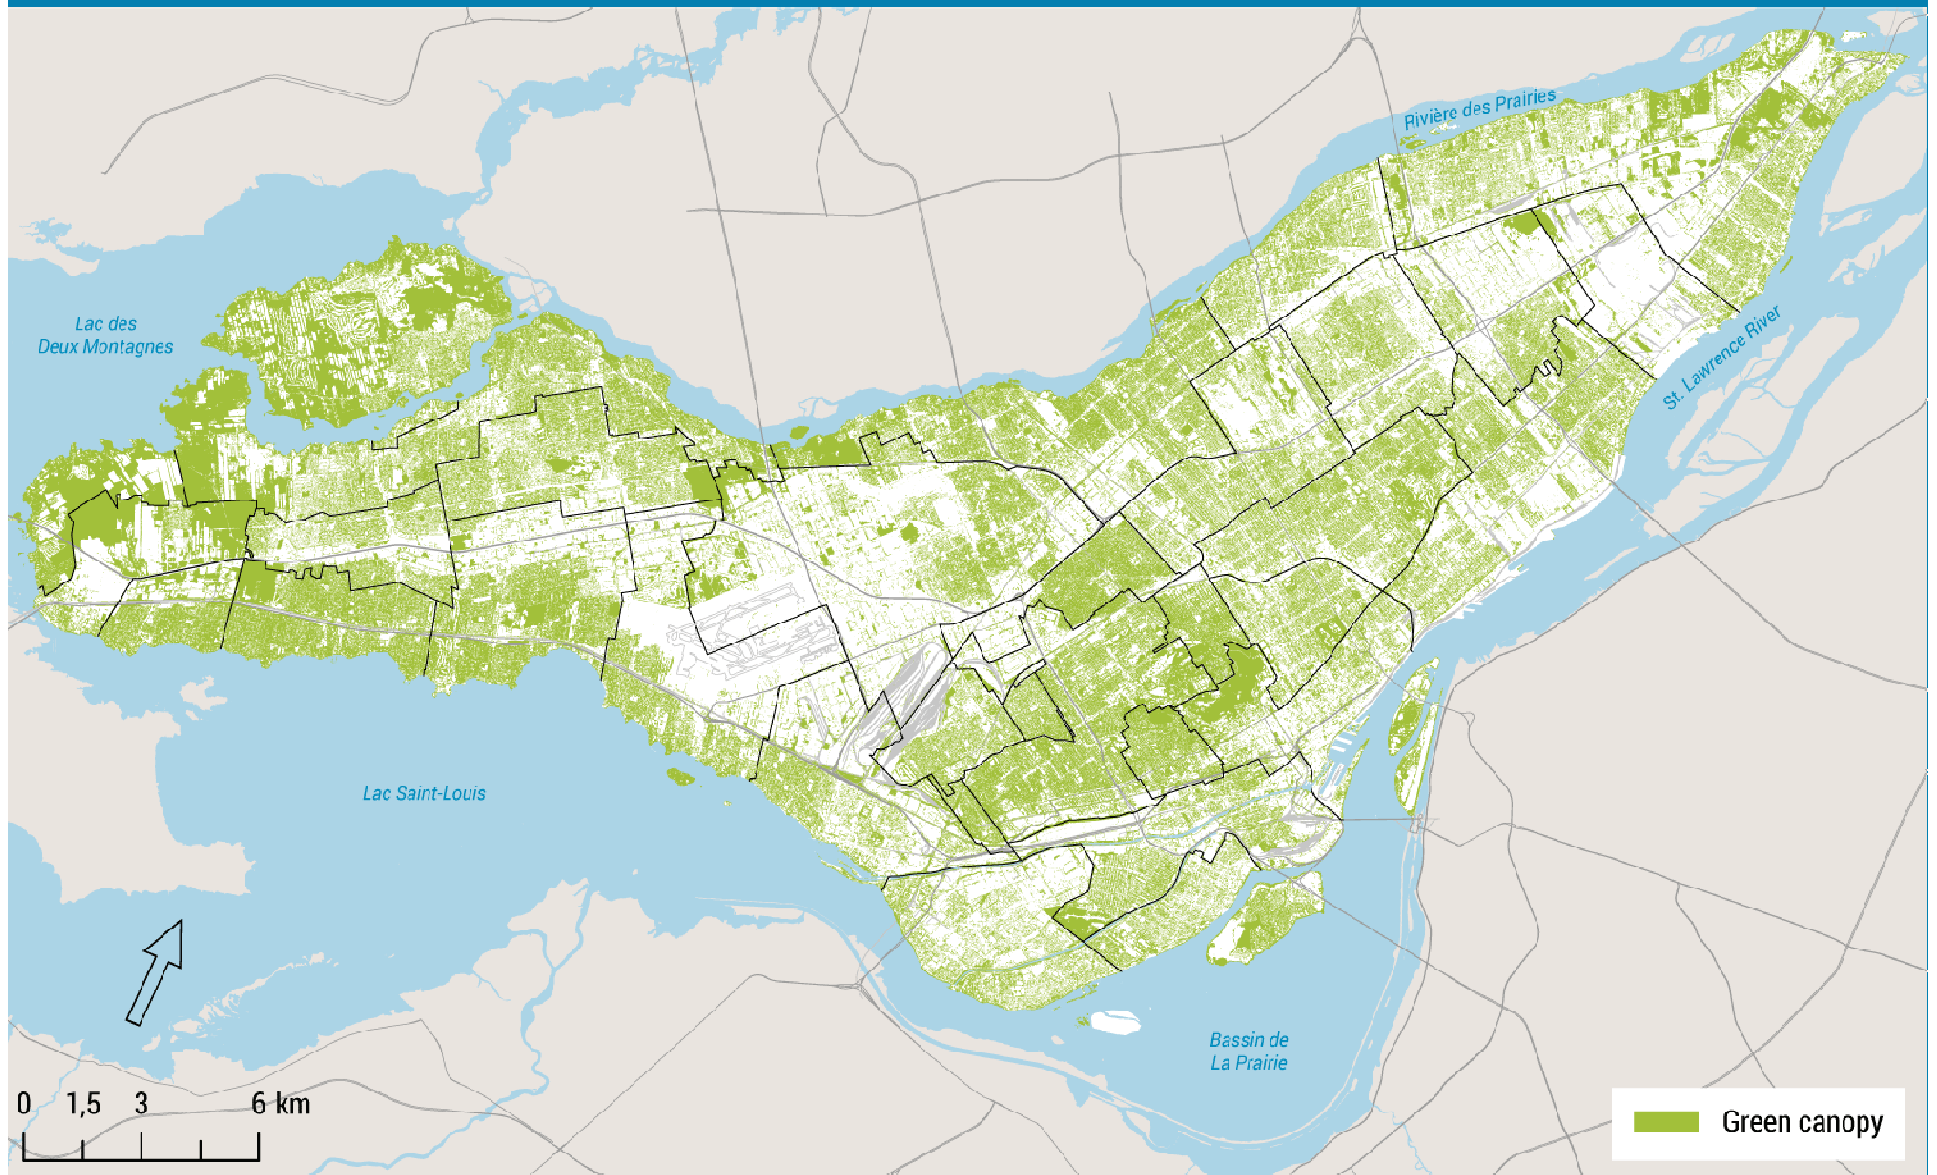 Rivière des Prairies
Lac des
Deux Montagnes
St. Lawrence River
Lac Saint-Louis
Bassin de
La Prairie
0 1,5 3 6 km
Green canopy